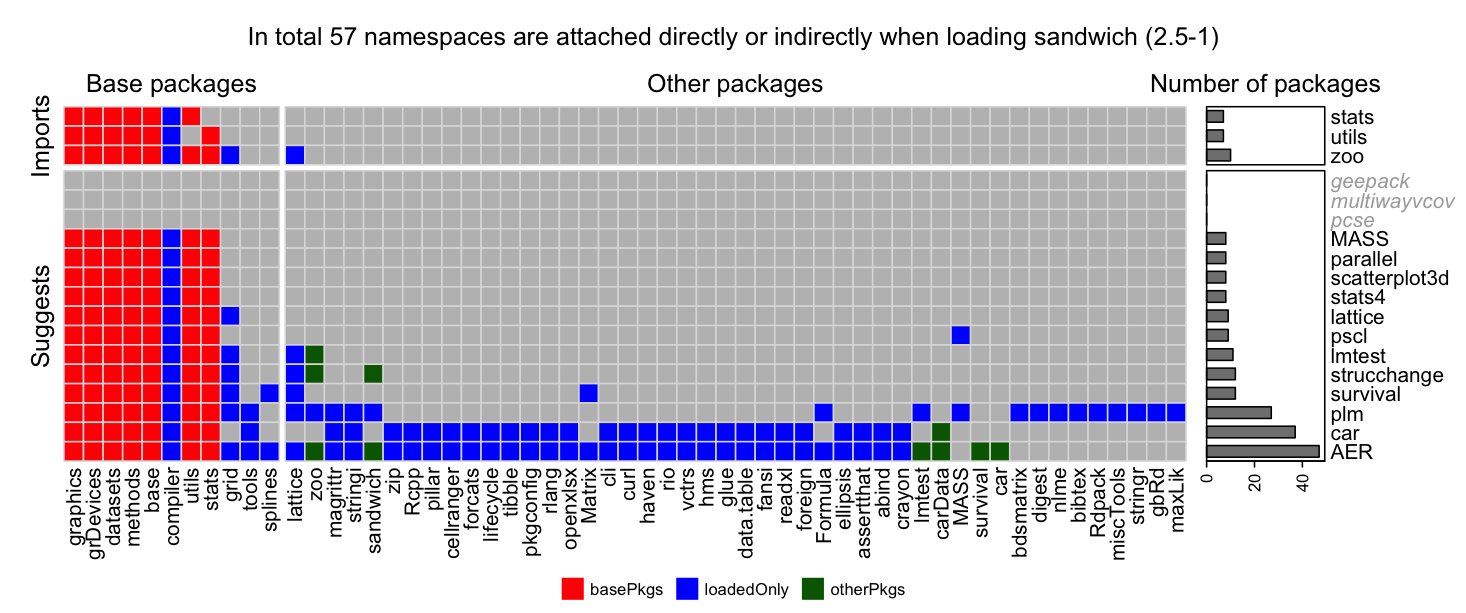 In total 57 namespaces are attached directly or indirectly when loading sandwich (2.5-1)
Base packages
Other packages
Number of packages
Imports
Suggests
stats
utils
zoo
geepack
multiwayvcov
pcse
MASS
parallel
scatterplot3d
stats4
lattice
pscl
lmtest
strucchange
survival
plm
car
AER
0
20
40
graphics
grDevices
datasets
methods
base
compiler
utils
stats
grid
tools
splines
lattice
zoo
magrittr
stringi
sandwich
zip
Rcpp
pillar
cellranger
forcats
lifecycle
tibble
pkgconfig
rlang
openxlsx
Matrix
cli
curl
haven
rio
vctrs
hms
glue
data.table
fansi
readxl
foreign
Formula
ellipsis
assertthat
abind
crayon
lmtest
carData
MASS
survival
car
bdsmatrix
digest
nlme
bibtex
Rdpack
miscTools
stringr
gbRd
maxLik
basePkgs
loadedOnly
otherPkgs